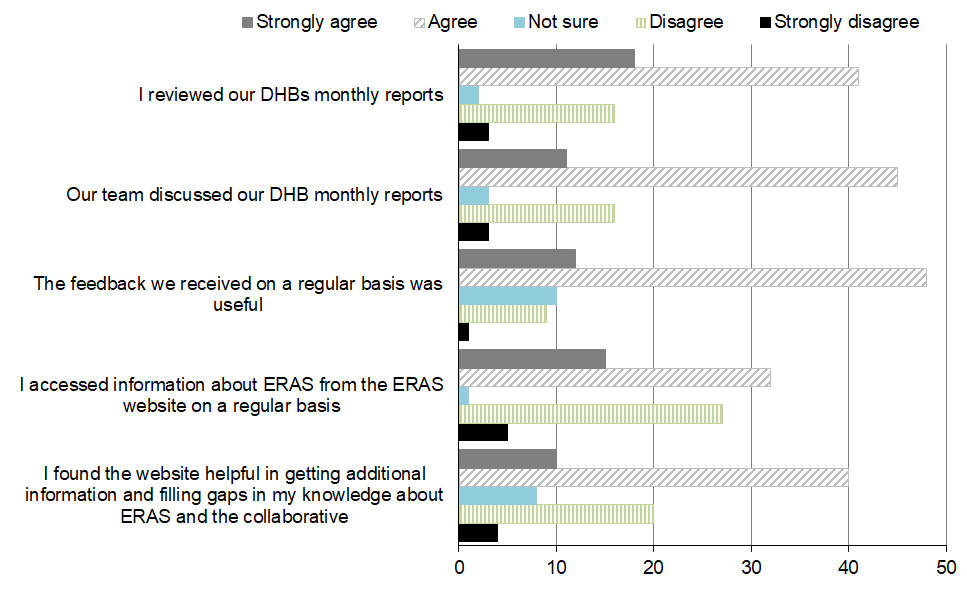 Strongly agree Agree Not sure Disagree Strongly disagree
I reviewed our DHBs monthly reports
Our team discussed our DHB monthly reports
The feedback we received on a regular basis was
useful
I accessed information about ERAS from the ERAS
website on a regular basis
I found the website helpful in getting additional
information and filling gaps in my knowledge about
ERAS and the collaborative
0 10 20 30 40 50